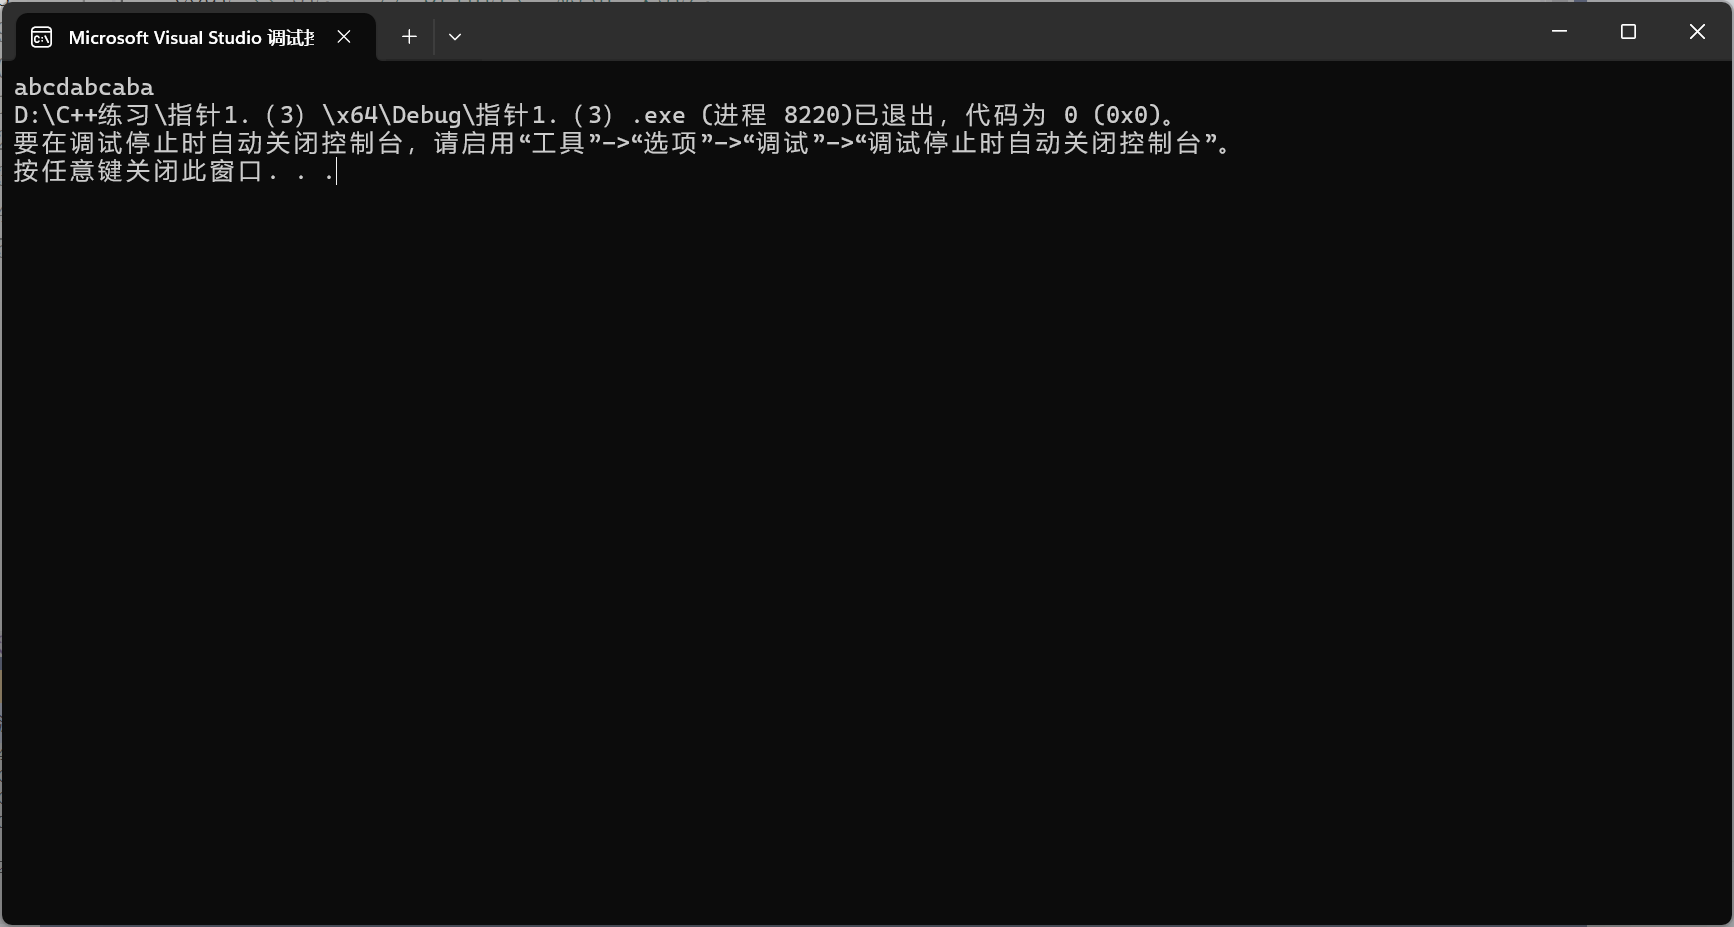 Microsoft Visual Studio 调试
abcdabcaba
D:\C++练习\指针1.（3）\x64\Debug\指针1.（3）.exe (进程 8220)已退出，代码为 0 (0x0)。
要在调试停止时自动关闭控制台，请启用“工具”->“选项”->“调试”->“调试停止时自动关闭控制台”。
按任意键关闭此窗口. . .